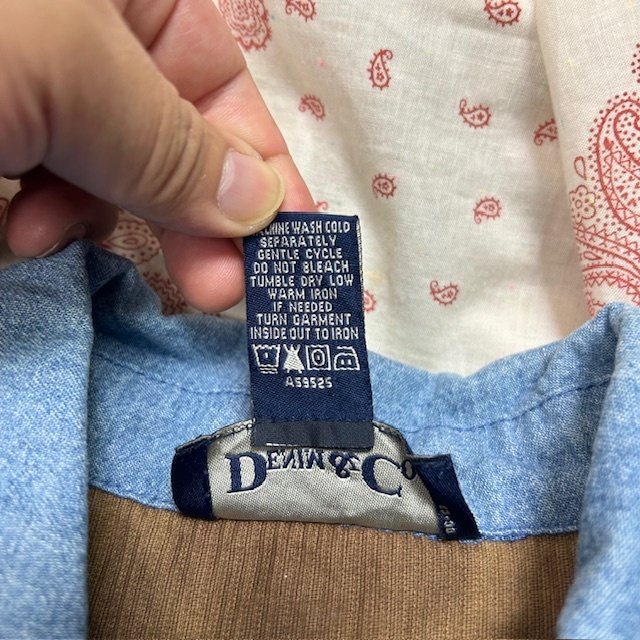 WASH COLD
SEPARATELY
GENTLE CYCLE
DO NOT BLEACH
TUMBLE DRY LOW
WARM IRON
IF NEEDED
TURN GARMENT
INSIDE OUT TO IRON
A59525
DENIM & Co